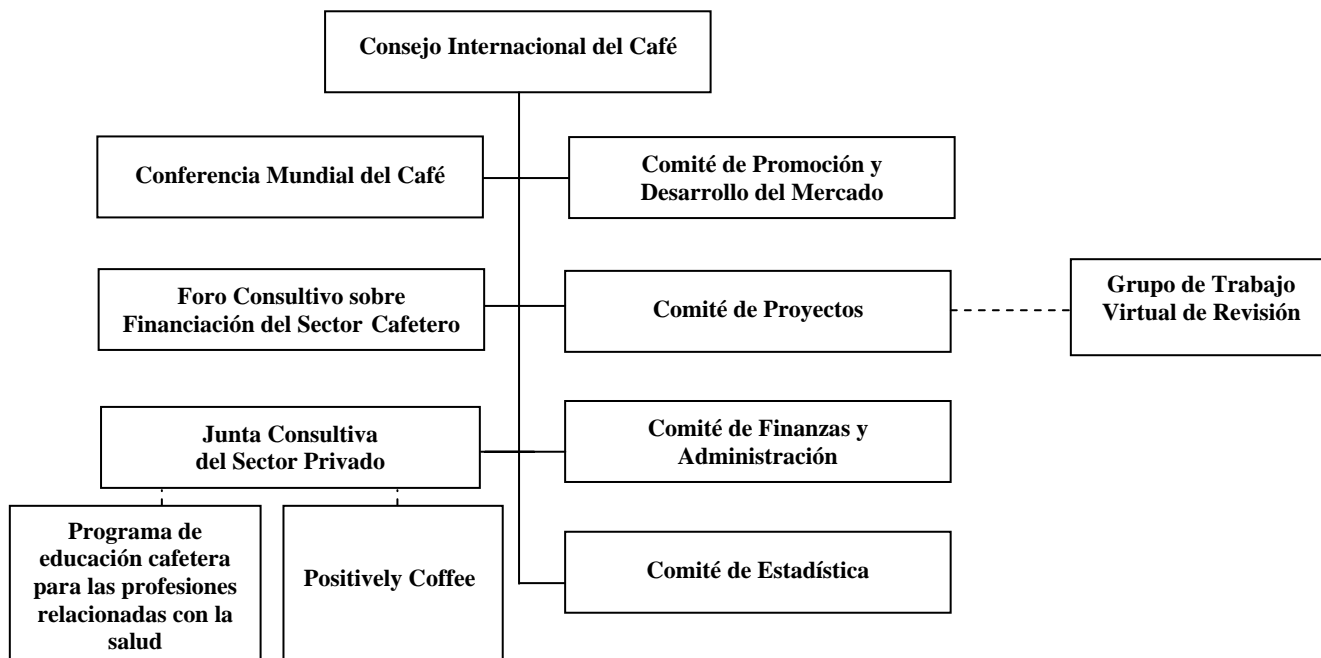 Consejo Internacional del Café
Conferencia Mundial del Café
Comité de Promoción y
Desarrollo del Mercado
Foro Consultivo sobre
Financiación del Sector Cafetero
Comité de Proyectos
Grupo de Trabajo
Virtual de Revisión
Junta Consultiva
del Sector Privado
Comité de Finanzas y
Administración
Programa de
educación cafetera
para las profesiones
relacionadas con la
salud
Positively Coffee
Comité de Estadística